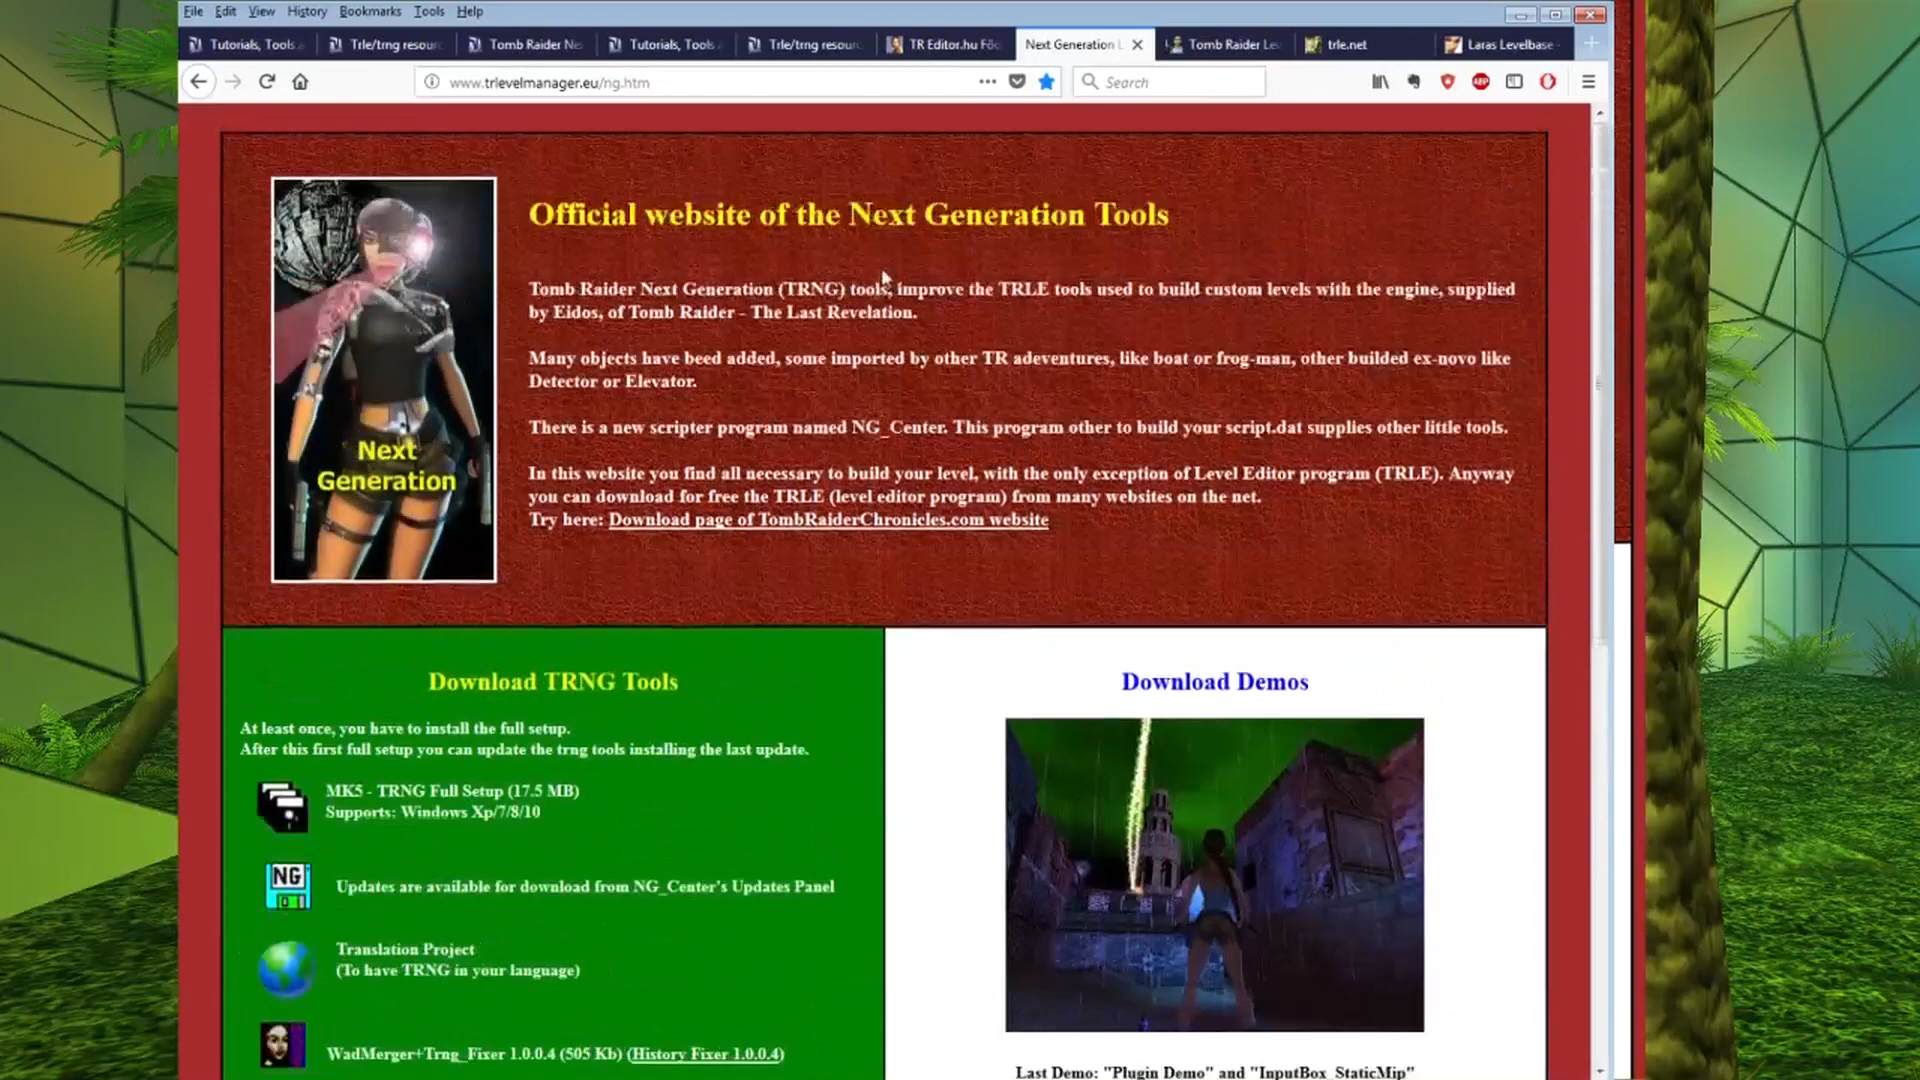 File Edit View History Bookmarks Tools Help
Tutorials, Tools Trle/trng resourc Tomb Raider Ne Tutorials, Tools Trle/trng resourc TR Editor.hu Fő Next Generation Tomb Raider Lev trle.net Laras Levelbase -
www.trlevelmanager.eu/ng.htm Search
ABP
Official website of the Next Generation Tools
Tomb Raider Next Generation (TRNG) tools, improve the TRLE tools used to build custom levels with the engine, supplied
by Eidos, of Tomb Raider - The Last Revelation.
Many objects have beed added, some imported by other TR adeventures, like boat or frog-man, other builded ex-novo like
Detector or Elevator.
There is a new scripter program named NG_Center. This program other to build your script.dat supplies other little tools.
In this website you find all necessary to build your level, with the only exception of Level Editor program (TRLE). Anyway
you can download for free the TRLE (level editor program) from many websites on the net.
Try here: Download page of TombRaiderChronicles.com website
Next
Generation
Download TRNG Tools
At least once, you have to install the full setup.
After this first full setup you can update the trng tools installing the last update.
MK5 - TRNG Full Setup (17.5 MB)
Supports: Windows Xp/7/8/10
NG
Updates are available for download from NG_Center's Updates Panel
Translation Project
(To have TRNG in your language)
WadMerger+Trng_Fixer 1.0.0.4 (505 Kb) (History Fixer 1.0.0.4)
Download Demos
Last Demo: "Plugin Demo" and "InputBox_StaticMip"